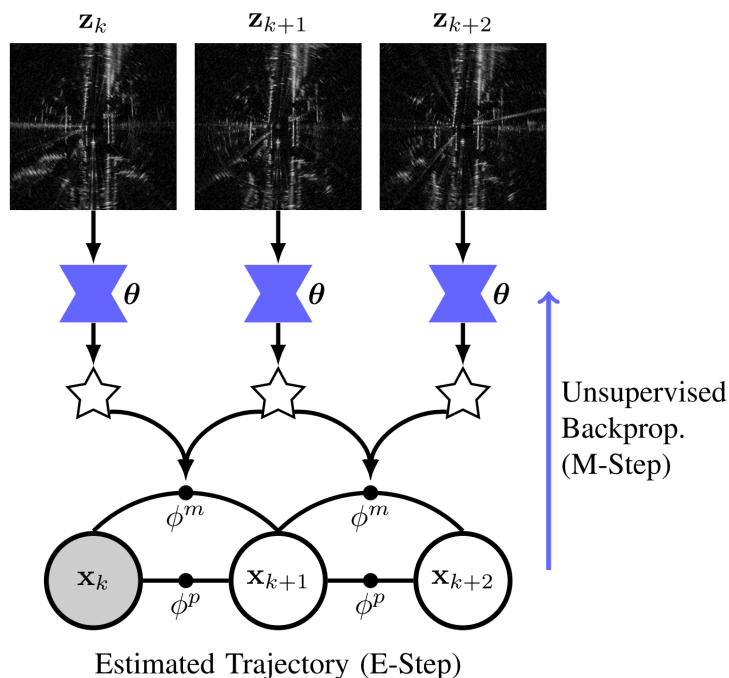 z_k z_{k+1} z_{k+2}
θ θ θ
Unsupervised
Backprop.
(M-Step)
ϕ^m ϕ^m
x_k x_{k+1} x_{k+2}
ϕ^p ϕ^p
Estimated Trajectory (E-Step)